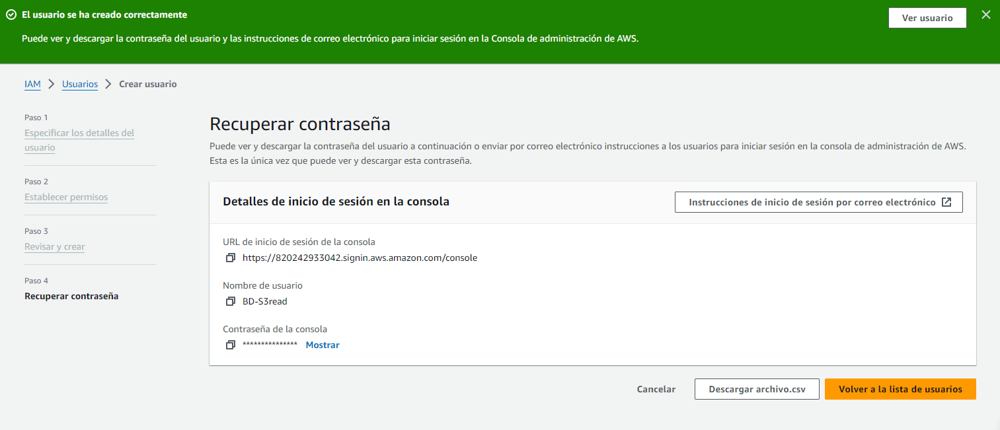 El usuario se ha creado correctamente
Ver usuario
Puede ver y descargar la contraseña del usuario y las instrucciones de correo electrónico para iniciar sesión en la Consola de administración de AWS.
IAM > Usuarios > Crear usuario
Paso 1
Especificar los detalles del
usuario
Paso 2
Establecer permisos
Paso 3
Revisar y crear
Paso 4
Recuperar contraseña
Recuperar contraseña
Puede ver y descargar la contraseña del usuario a continuación o enviar por correo electrónico instrucciones a los usuarios para iniciar sesión en la consola de administración de AWS.
Esta es la única vez que puede ver y descargar esta contraseña.
Detalles de inicio de sesión en la consola
Instrucciones de inicio de sesión por correo electrónico
URL de inicio de sesión de la consola
https://820242933042.signin.aws.amazon.com/console
Nombre de usuario
BD-S3read
Contraseña de la consola
*************** Mostrar
Cancelar
Descargar archivo.csv
Volver a la lista de usuarios